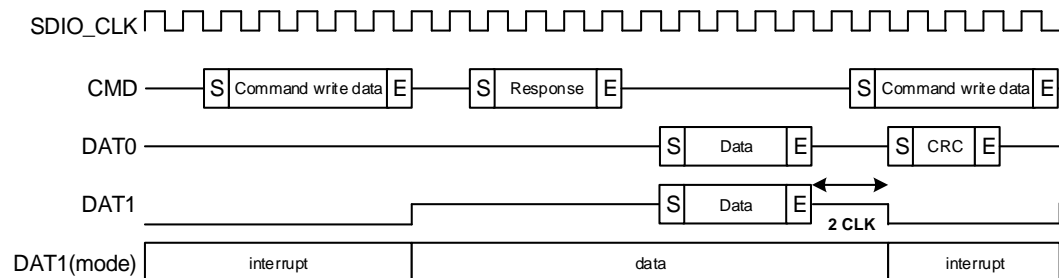 SDIO_CLK
CMD S Command write data E S Response E S Command write data E
DAT0 S Data E S CRC E
DAT1 S Data E
2 CLK
DAT1(mode) interrupt data interrupt